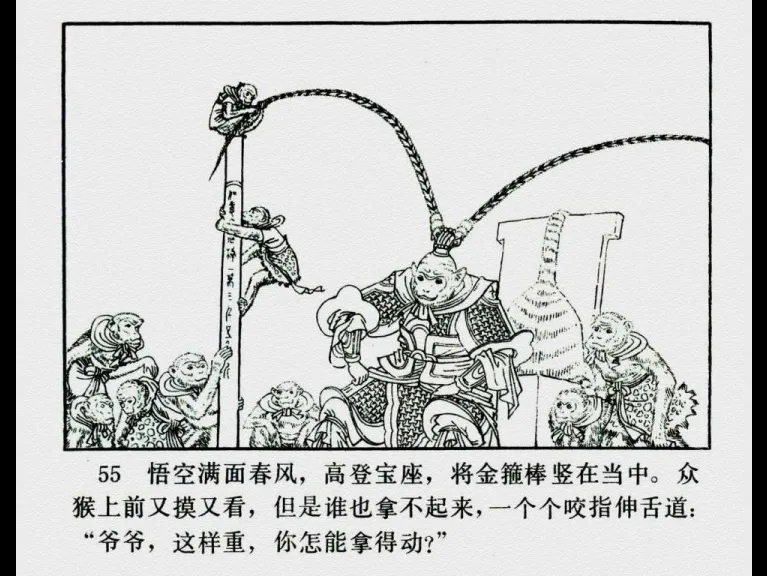 55 悟空满面春风，高登宝座，将金箍棒竖在当中。众
猴上前又摸又看，但是谁也拿不起来，一个个咬指伸舌道：
“爷爷，这样重，你怎能拿得动？”